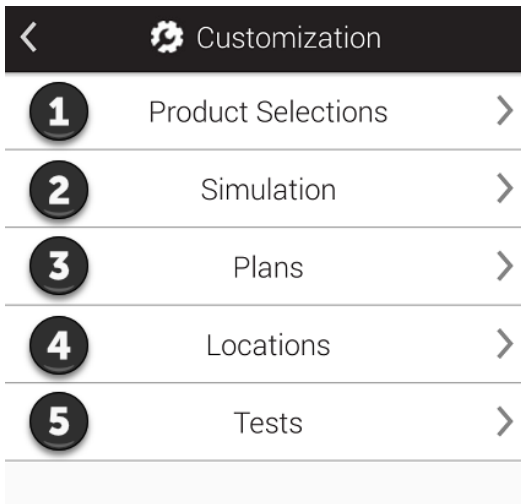 Customization
1 Product Selections
2 Simulation
3 Plans
4 Locations
5 Tests